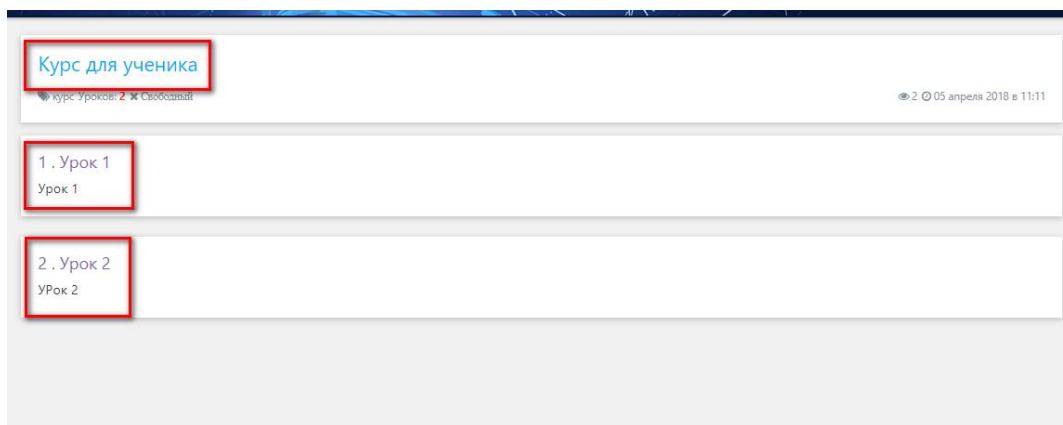 Курс для ученика
курс Уроков: 2 Свободный
2 05 апреля 2018 в 11:11
1 . Урок 1
Урок 1
2 . Урок 2
УРок 2